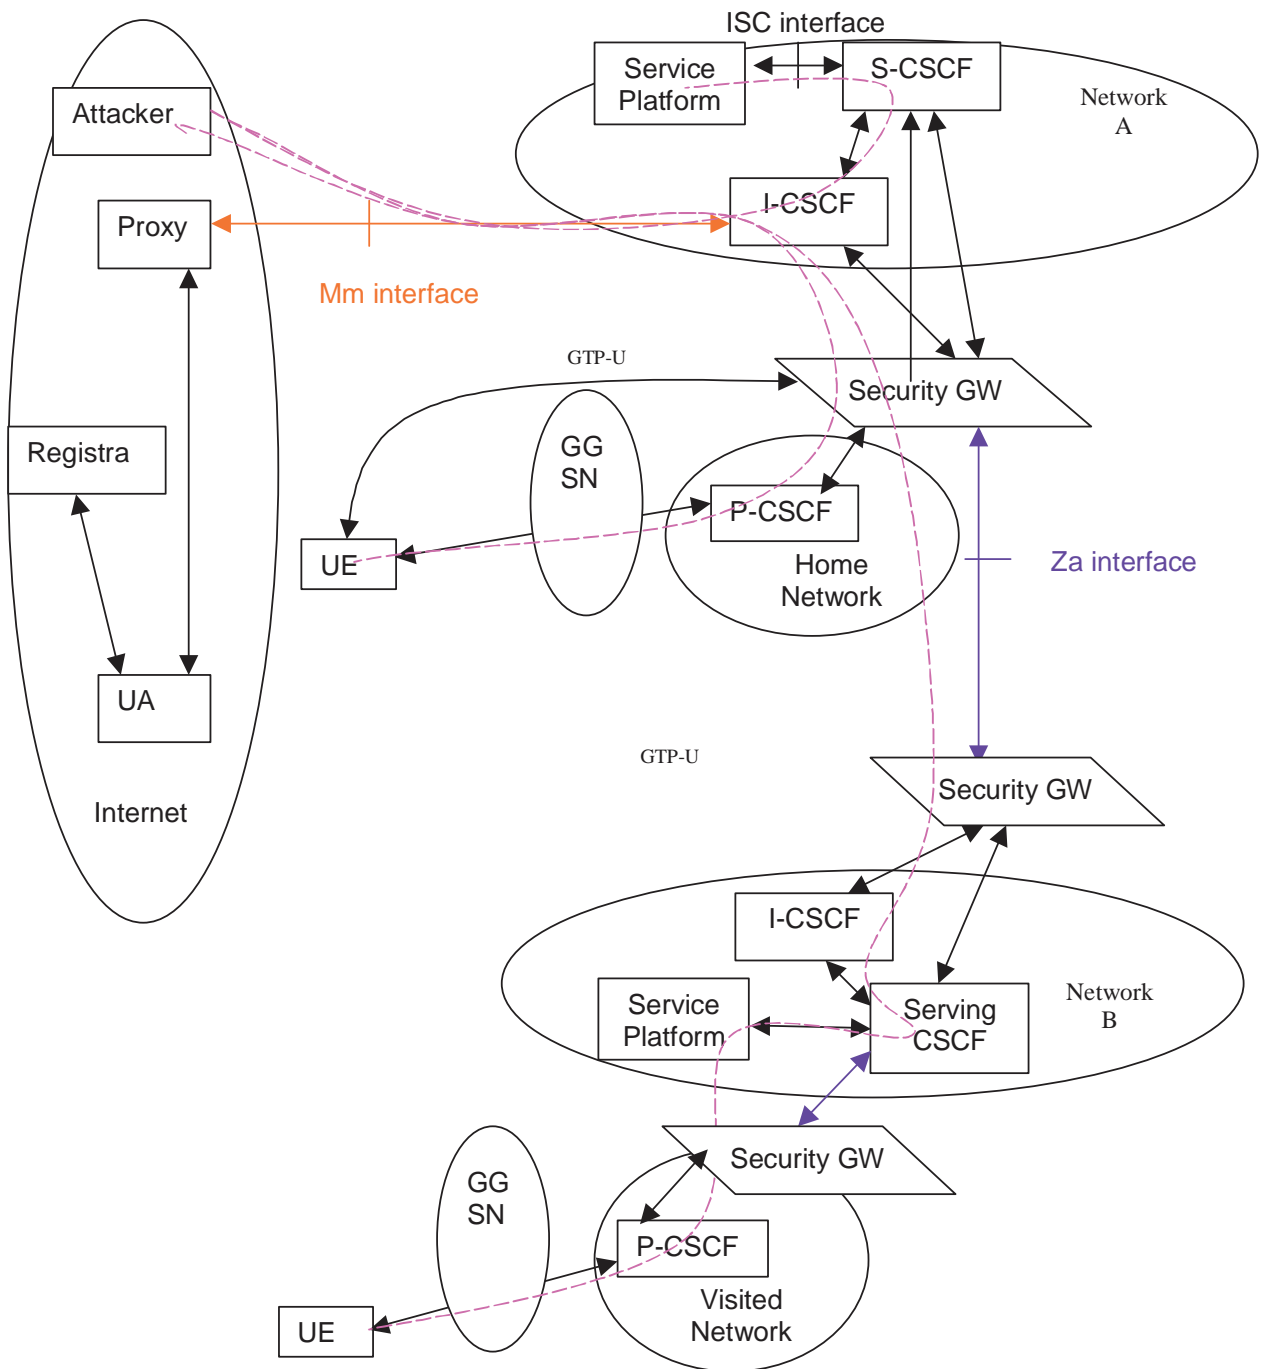 ISC interface
Service
Platform
S-CSCF
Network
A
Attacker
I-CSCF
Proxy
Mm interface
GTP-U
Security GW
GG
SN
Registra
P-CSCF
UE
Home
Network
Za interface
UA
GTP-U
Security GW
Internet
I-CSCF
Service
Platform
Serving
CSCF
Network
B
Security GW
GG
SN
P-CSCF
Visited
Network
UE